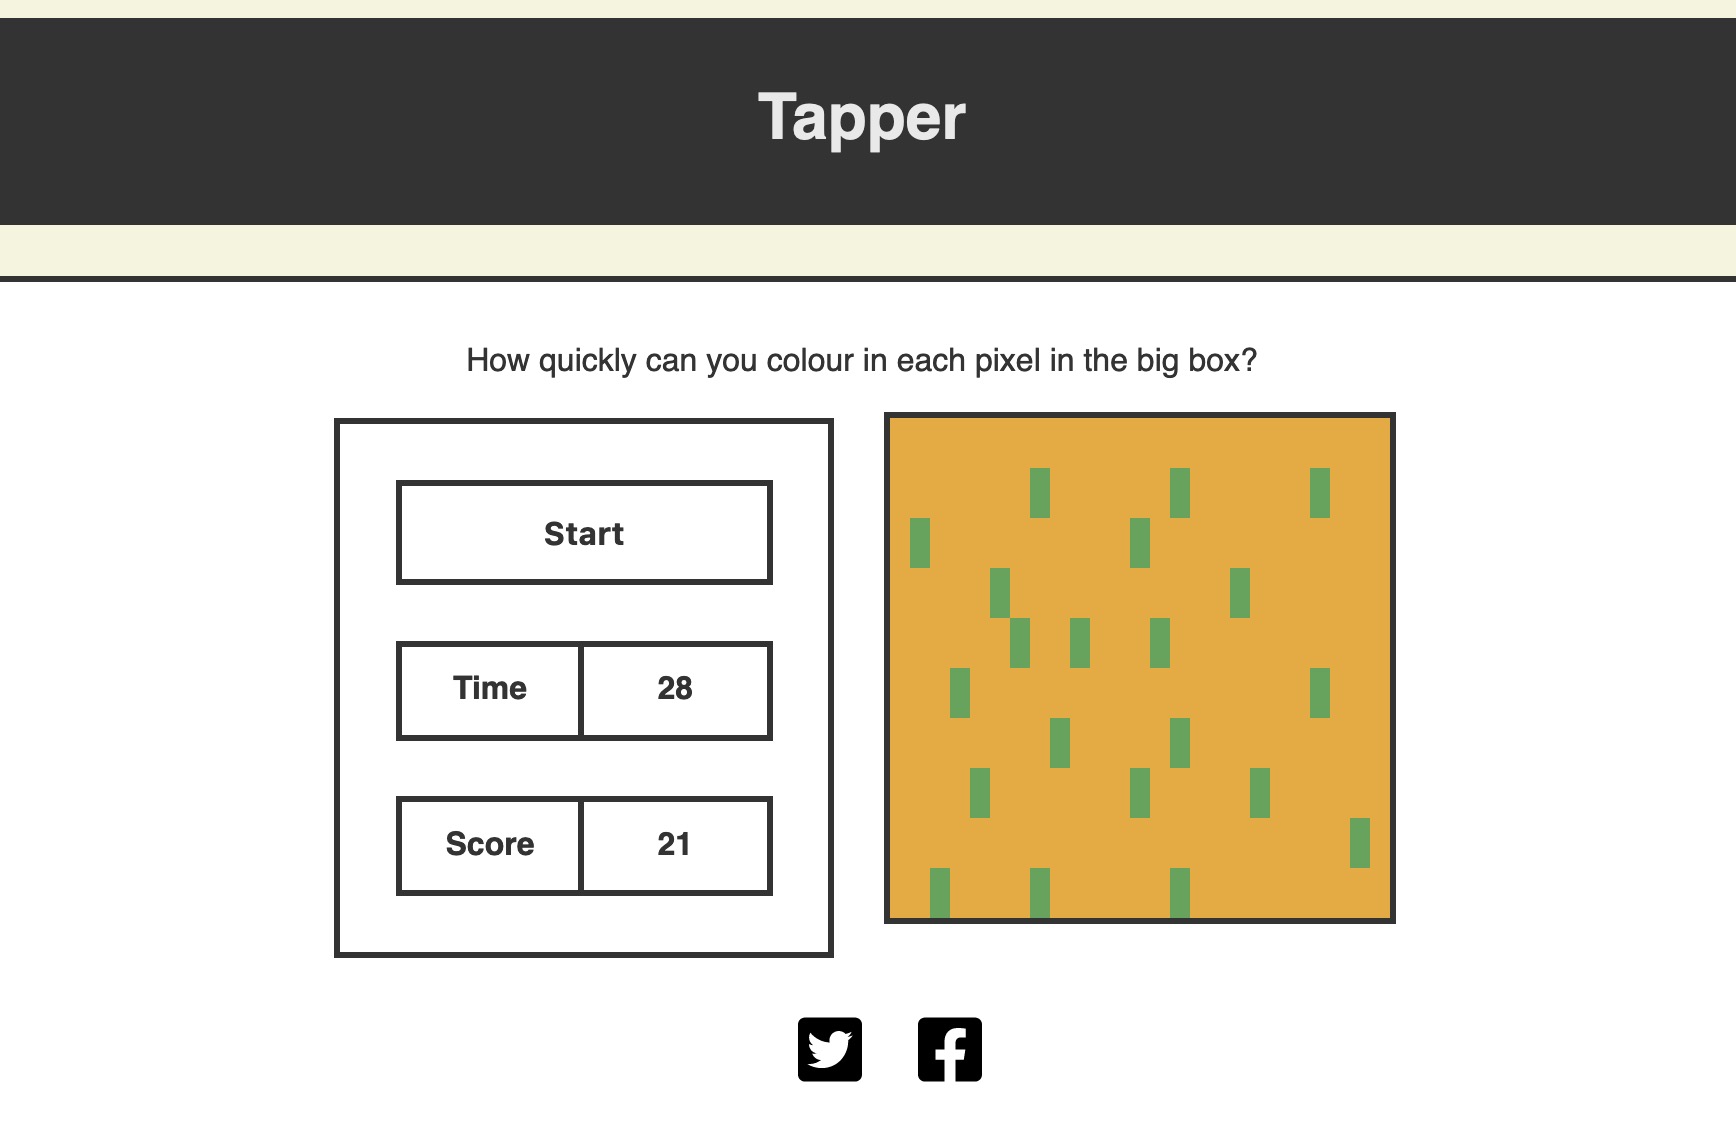 Tapper
How quickly can you colour in each pixel in the big box?
Start
Time 28
Score 21